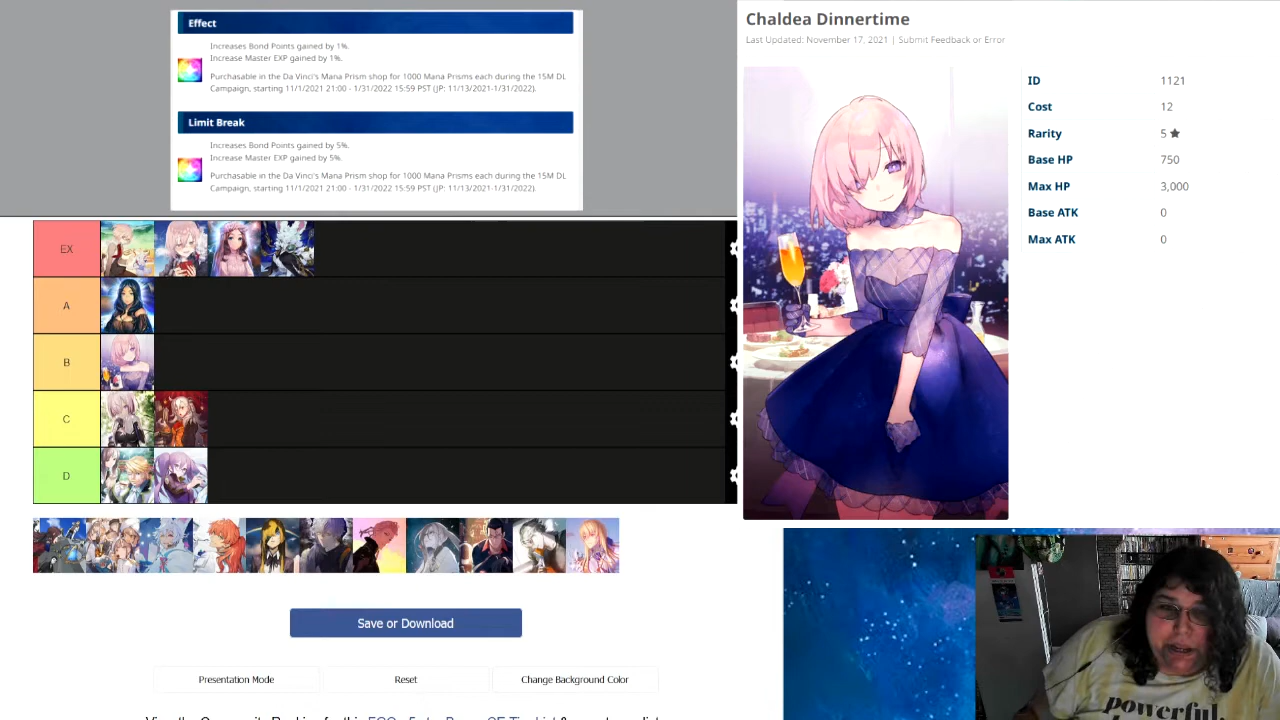 Effect
Increases Bond Points gained by 1%.
Increase Master EXP gained by 1%.
Purchasable in the Da Vinci's Mana Prism shop for 1000 Mana Prisms each during the 15M DL
Campaign, starting 11/1/2021 21:00 - 1/31/2022 15:59 PST (JP: 11/13/2021-1/31/2022).
Limit Break
Increases Bond Points gained by 5%.
Increase Master EXP gained by 5%.
Purchasable in the Da Vinci's Mana Prism shop for 1000 Mana Prisms each during the 15M DL
Campaign, starting 11/1/2021 21:00 - 1/31/2022 15:59 PST (JP: 11/13/2021-1/31/2022).
Chaldea Dinnertime
Last Updated: November 17, 2021 | Submit Feedback or Error
ID 1121
Cost 12
Rarity 5 ★
Base HP 750
Max HP 3,000
Base ATK 0
Max ATK 0
EX
A
B
C
D
Save or Download
Presentation Mode
Reset
Change Background Color
powerful